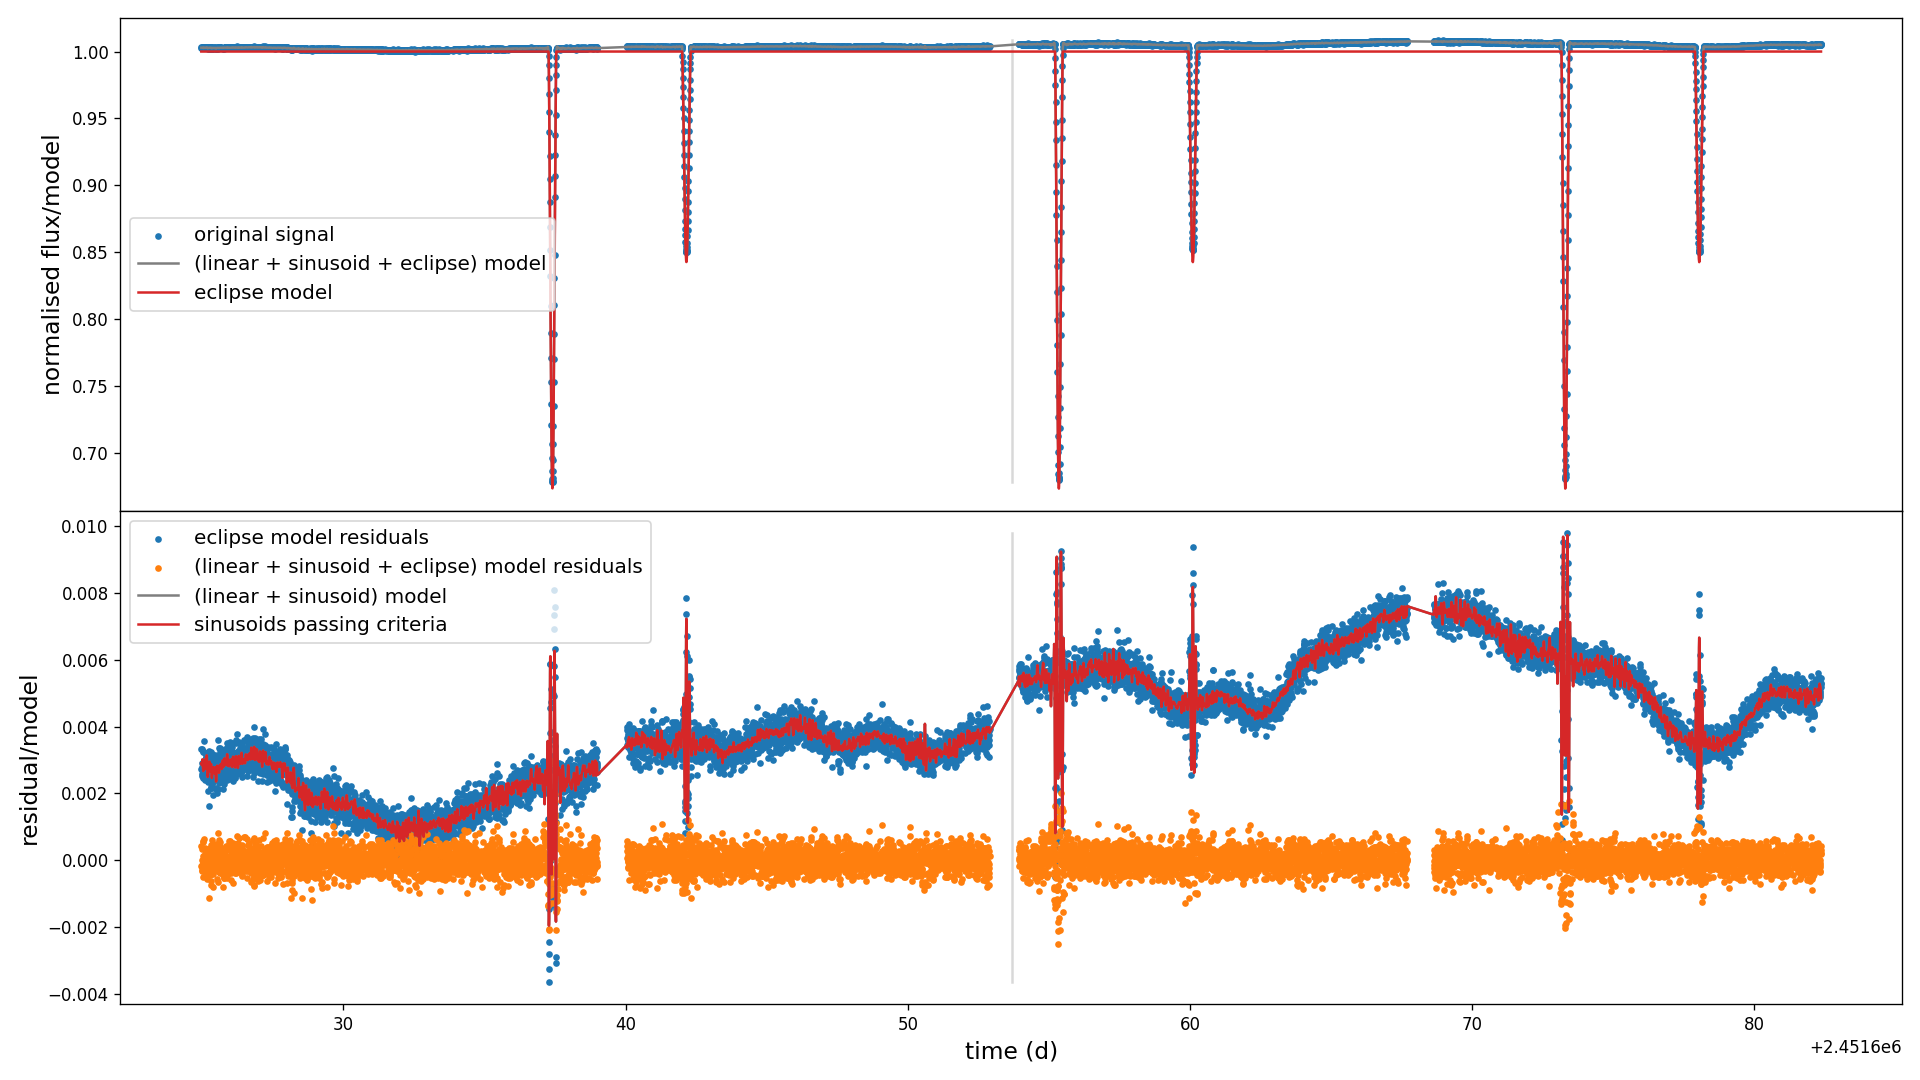 normalised flux/model
1.00
0.95
0.90
0.85
0.80
0.75
0.70
original signal
(linear + sinusoid + eclipse) model
eclipse model
residual/model
0.010
0.008
0.006
0.004
0.002
0.000
−0.002
−0.004
eclipse model residuals
(linear + sinusoid + eclipse) model residuals
(linear + sinusoid) model
sinusoids passing criteria
30
40
50
60
70
80
time (d)
+2.4516e6